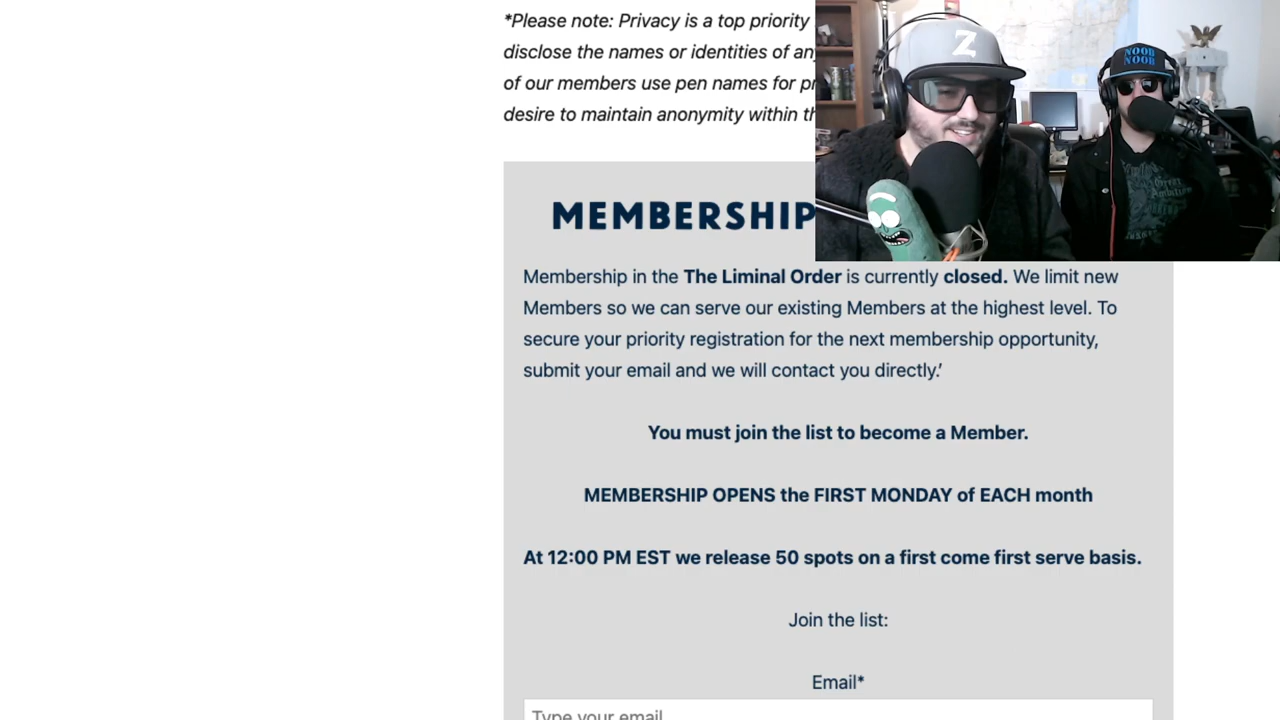 *Please note: Privacy is a top priority
disclose the names or identities of
of our members use pen names for
desire to maintain anonymity within
MEMBERSHIP
Membership in the The Liminal Order is currently closed. We limit new
Members so we can serve our existing Members at the highest level. To
secure your priority registration for the next membership opportunity,
submit your email and we will contact you directly.’
You must join the list to become a Member.
MEMBERSHIP OPENS the FIRST MONDAY of EACH month
At 12:00 PM EST we release 50 spots on a first come first serve basis.
Join the list:
Email*
Type your email
Z
NOOB
NOOB